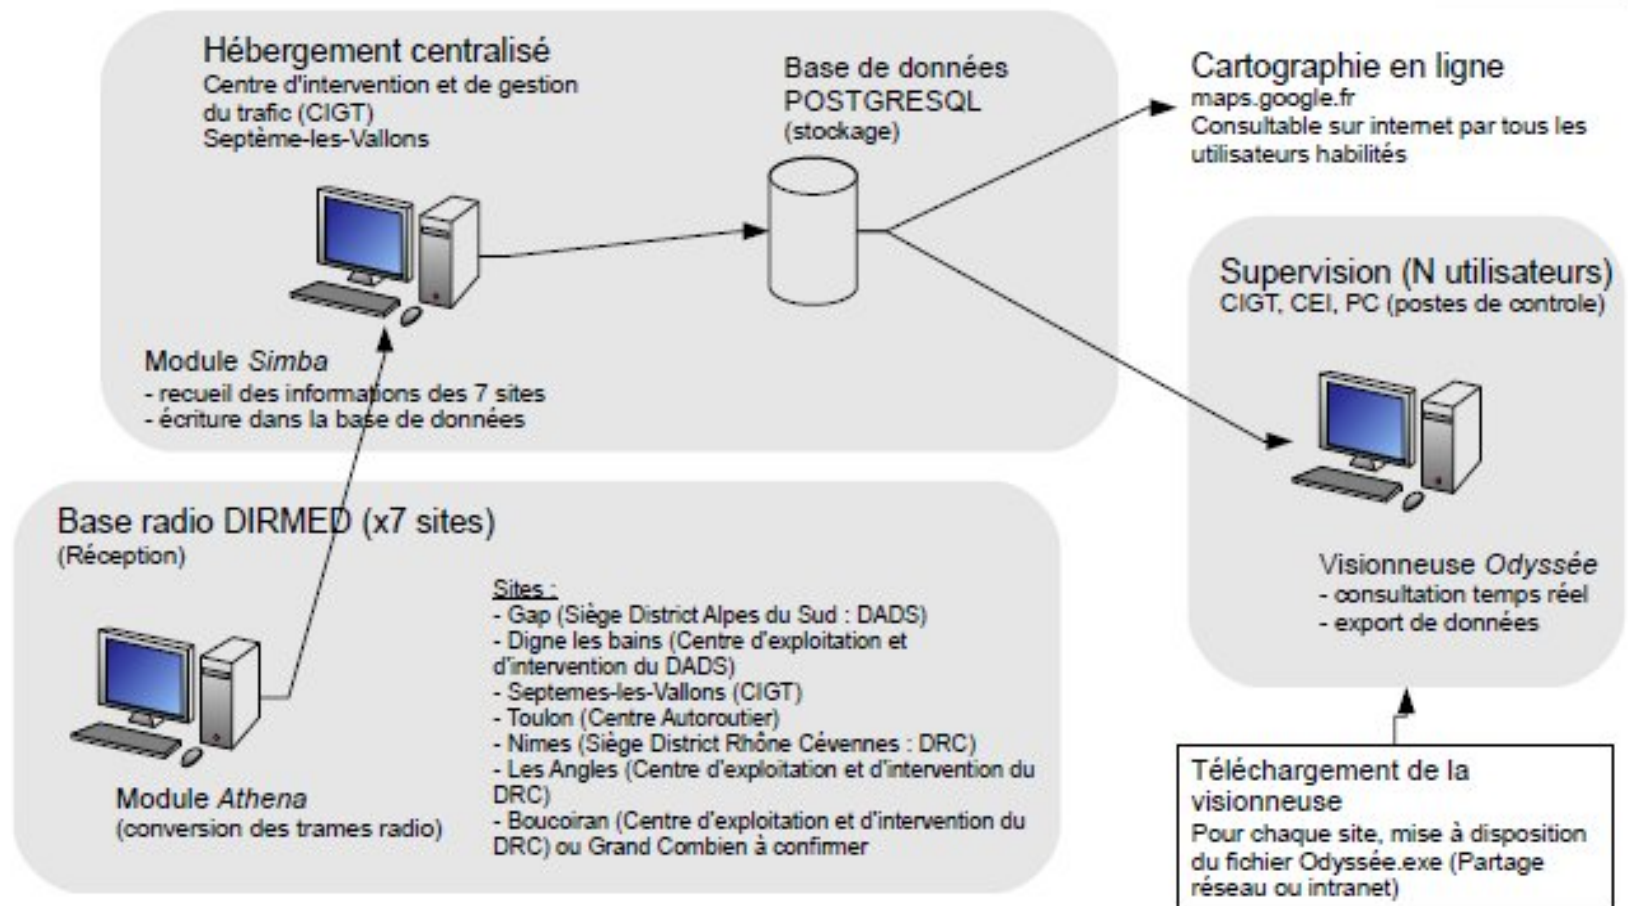 Hébergement centralisé
Centre d'intervention et de gestion
du trafic (CIGT)
Septème-les-Vallons
Base de données
POSTGRESQL
(stockage)
Cartographie en ligne
maps.google.fr
Consultable sur internet par tous les
utilisateurs habilités
Module Simba
- recueil des informations des 7 sites
- écriture dans la base de données
Supervision (N utilisateurs)
CIGT, CEI, PC (postes de controle)
Visionneuse Odyssée
- consultation temps réel
- export de données
Base radio DIRMED (x7 sites)
(Réception)
Module Athena
(conversion des trames radio)
Sites :
- Gap (Siège District Alpes du Sud : DADS)
- Digne les bains (Centre d'exploitation et
d'intervention du DADS)
- Septemes-les-Vallons (CIGT)
- Toulon (Centre Autoroutier)
- Nimes (Siège District Rhône Cévennes : DRC)
- Les Angles (Centre d'exploitation et d'intervention du
DRC)
- Boucoiran (Centre d'exploitation et d'intervention du
DRC) ou Grand Combien à confirmer
Téléchargement de la
visionneuse
Pour chaque site, mise à disposition
du fichier Odyssée.exe (Partage
réseau ou intranet)